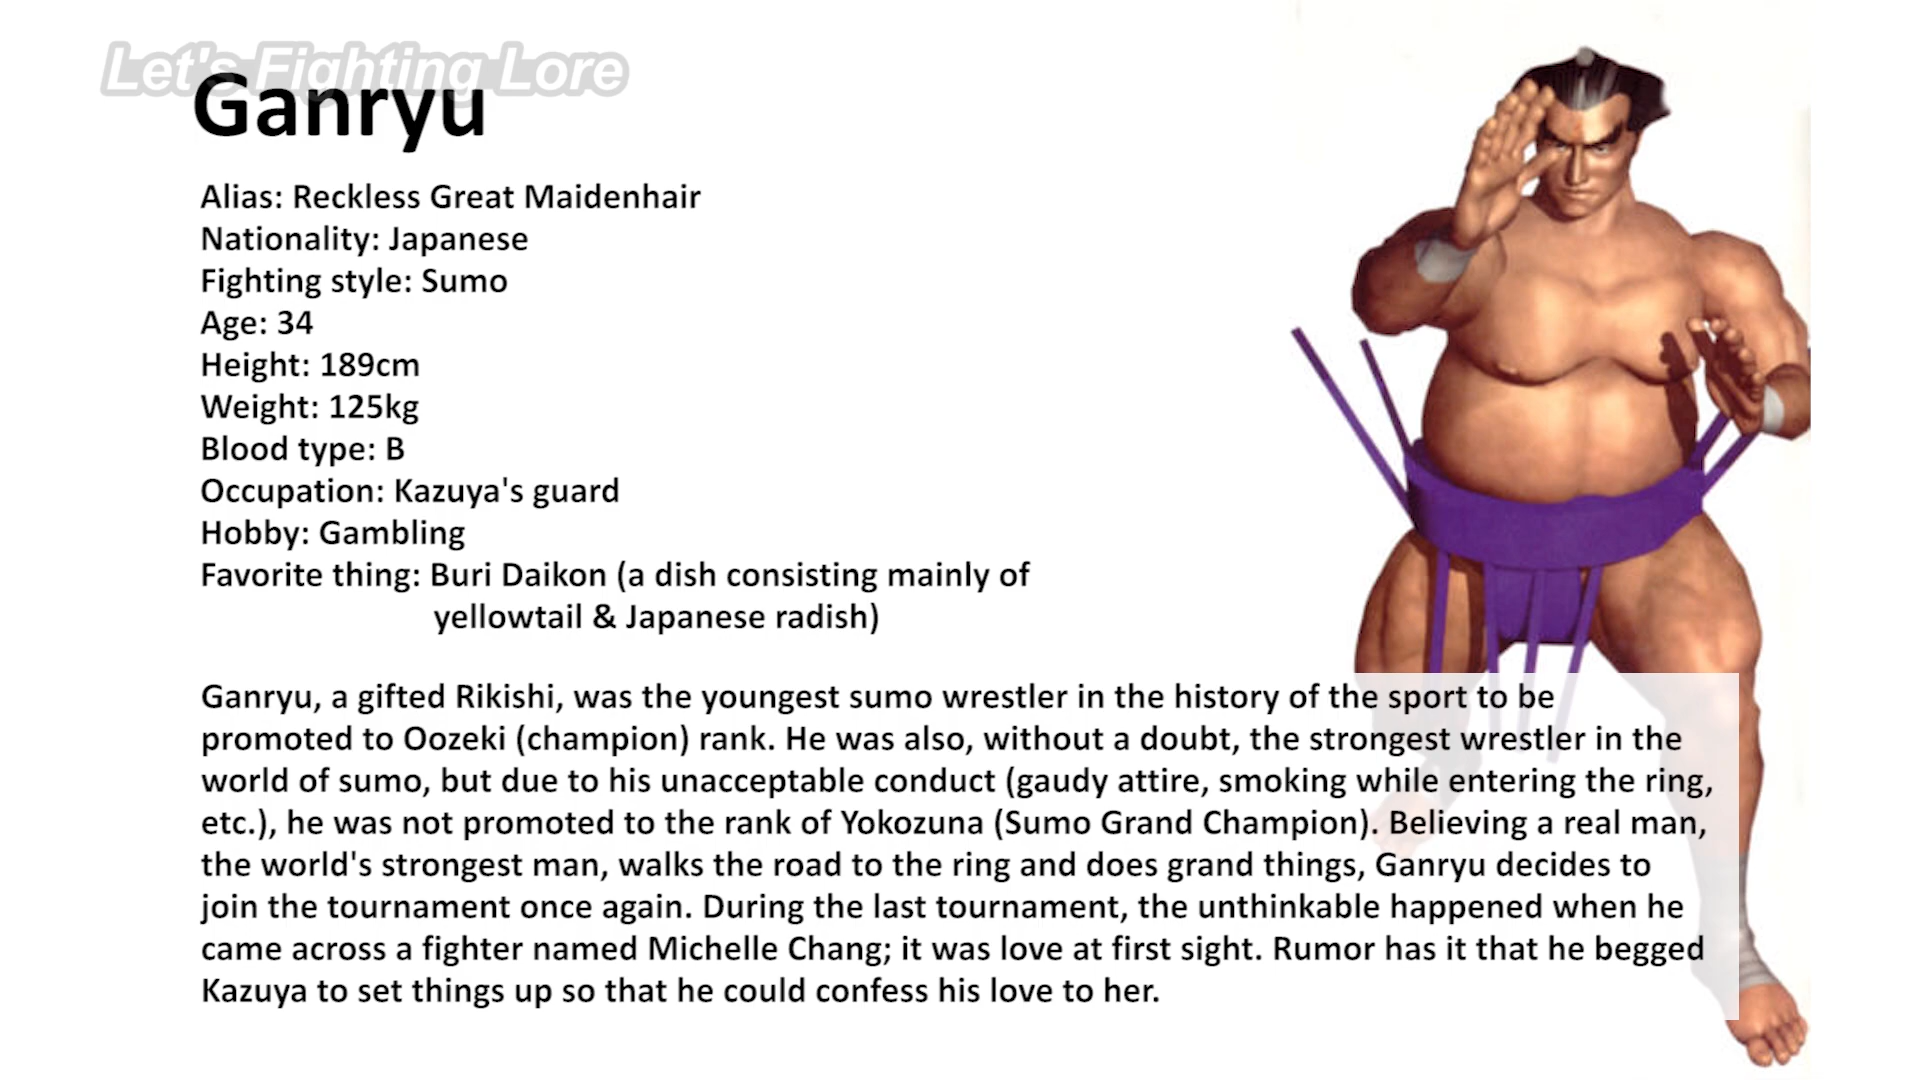 Let's Fighting Lore
Ganryu
Alias: Reckless Great Maidenhair
Nationality: Japanese
Fighting style: Sumo
Age: 34
Height: 189cm
Weight: 125kg
Blood type: B
Occupation: Kazuya's guard
Hobby: Gambling
Favorite thing: Buri Daikon (a dish consisting mainly of
yellowtail & Japanese radish)
Ganryu, a gifted Rikishi, was the youngest sumo wrestler in the history of the sport to be
promoted to Oozeki (champion) rank. He was also, without a doubt, the strongest wrestler in the
world of sumo, but due to his unacceptable conduct (gaudy attire, smoking while entering the ring,
etc.), he was not promoted to the rank of Yokozuna (Sumo Grand Champion). Believing a real man,
the world's strongest man, walks the road to the ring and does grand things, Ganryu decides to
join the tournament once again. During the last tournament, the unthinkable happened when he
came across a fighter named Michelle Chang; it was love at first sight. Rumor has it that he begged
Kazuya to set things up so that he could confess his love to her.